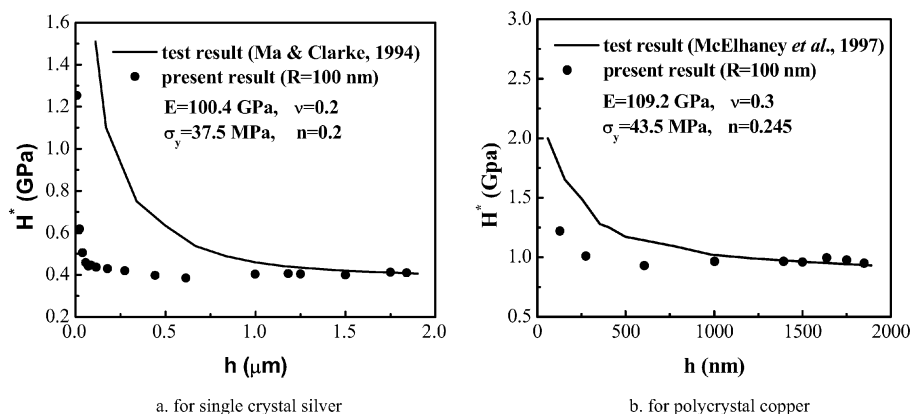 1.6
1.4
1.2
1.0
0.8
0.6
0.4
0.2
H* (GPa)
test result (Ma & Clarke, 1994)
present result (R=100 nm)
E=100.4 GPa, ν=0.2
σy=37.5 MPa, n=0.2
0.0 0.5 1.0 1.5 2.0
h (μm)
a. for single crystal silver
3.0
2.5
2.0
1.5
1.0
0.5
H* (Gpa)
test result (McElhaney et al., 1997)
present result (R=100 nm)
E=109.2 GPa, ν=0.3
σy=43.5 MPa, n=0.245
0 500 1000 1500 2000
h (nm)
b. for polycrystal copper